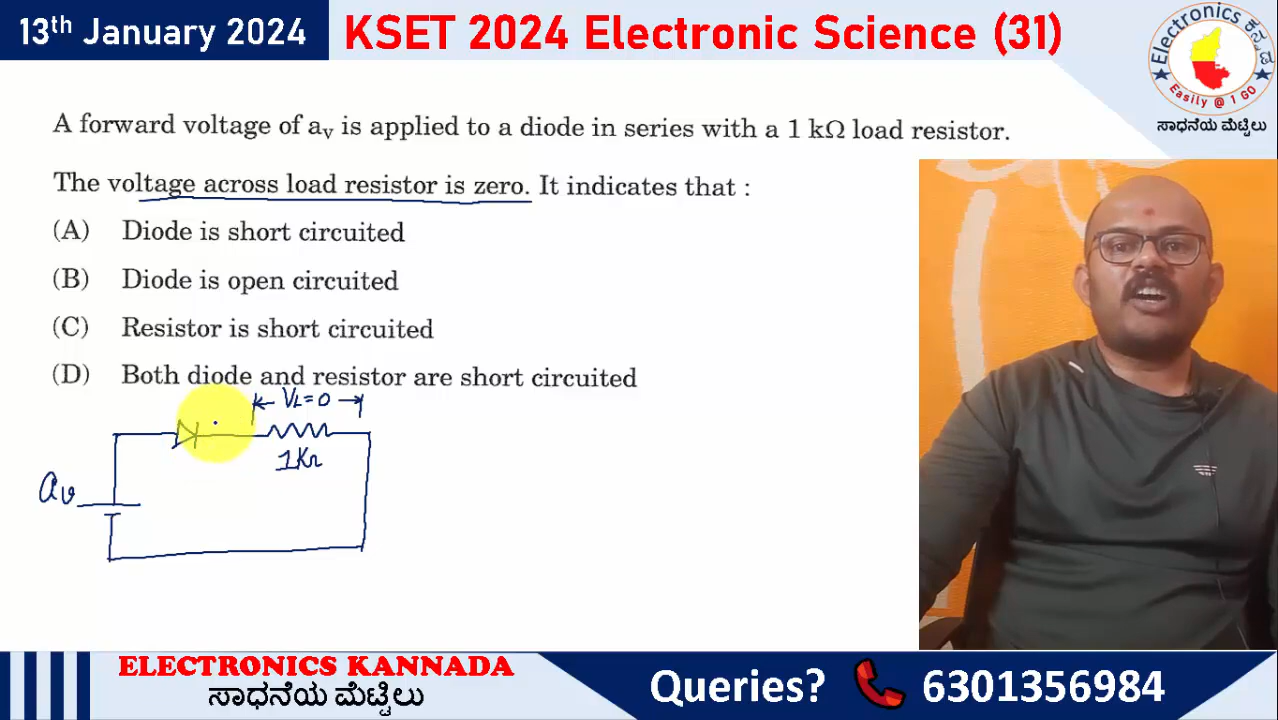 13th January 2024
KSET 2024 Electronic Science (31)
Electronics ಕನ್ನಡ
Easily @ 1 GO
ಸಾಧನೆಯ ಮೆಟ್ಟಿಲು
A forward voltage of av is applied to a diode in series with a 1 kΩ load resistor.
The voltage across load resistor is zero. It indicates that :
(A) Diode is short circuited
(B) Diode is open circuited
(C) Resistor is short circuited
(D) Both diode and resistor are short circuited
VL=0
1KΩ
av
ELECTRONICS KANNADA
ಸಾಧನೆಯ ಮೆಟ್ಟಿಲು
Queries? 6301356984